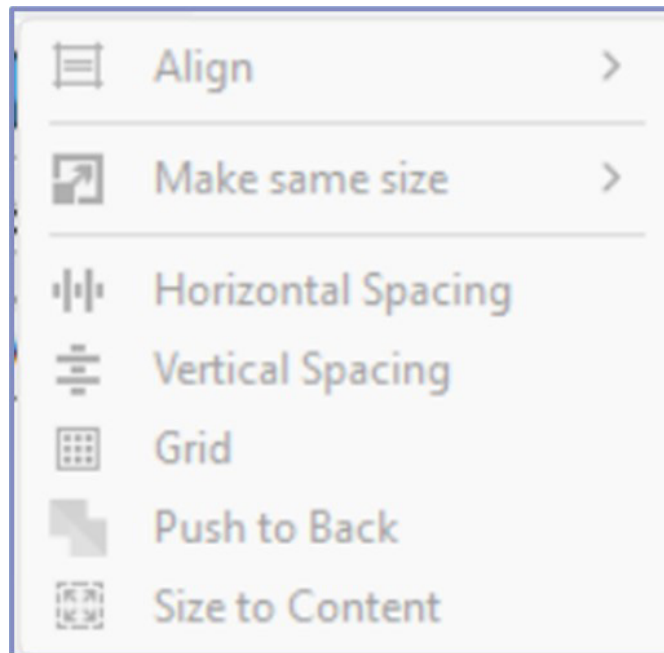 Align
Make same size
Horizontal Spacing
Vertical Spacing
Grid
Push to Back
Size to Content